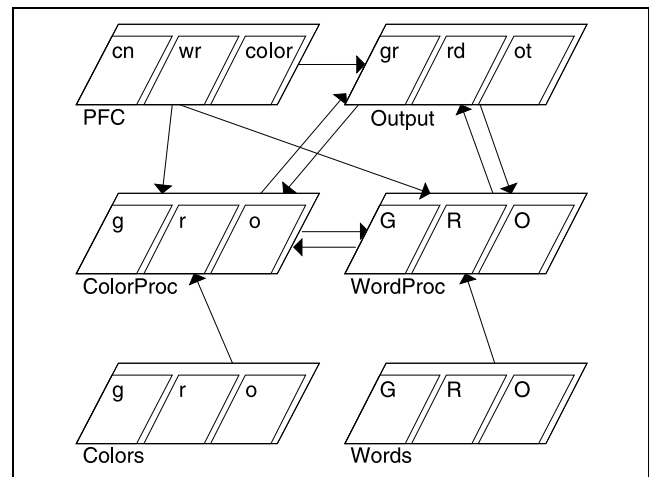 cn wr color gr rd ot
PFC Output
g r o G R O
ColorProc WordProc
g r o G R O
Colors Words